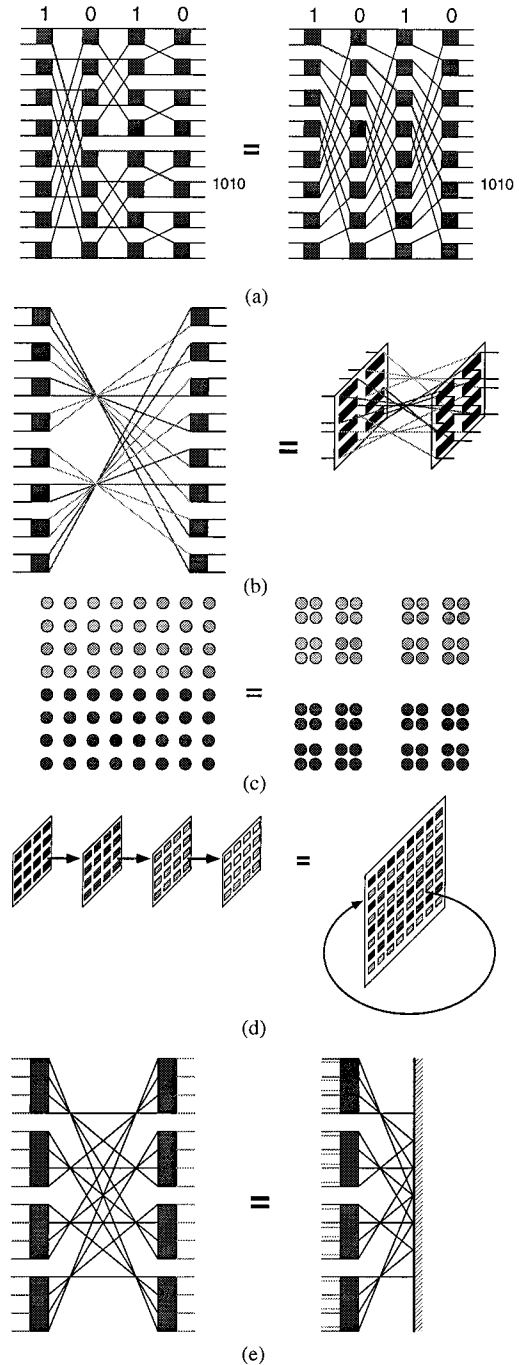 1 0 1 0 1 0 1 0
= 1010 1010
(a)
=
(b)
=
(c)
=
(d)
=
(e)